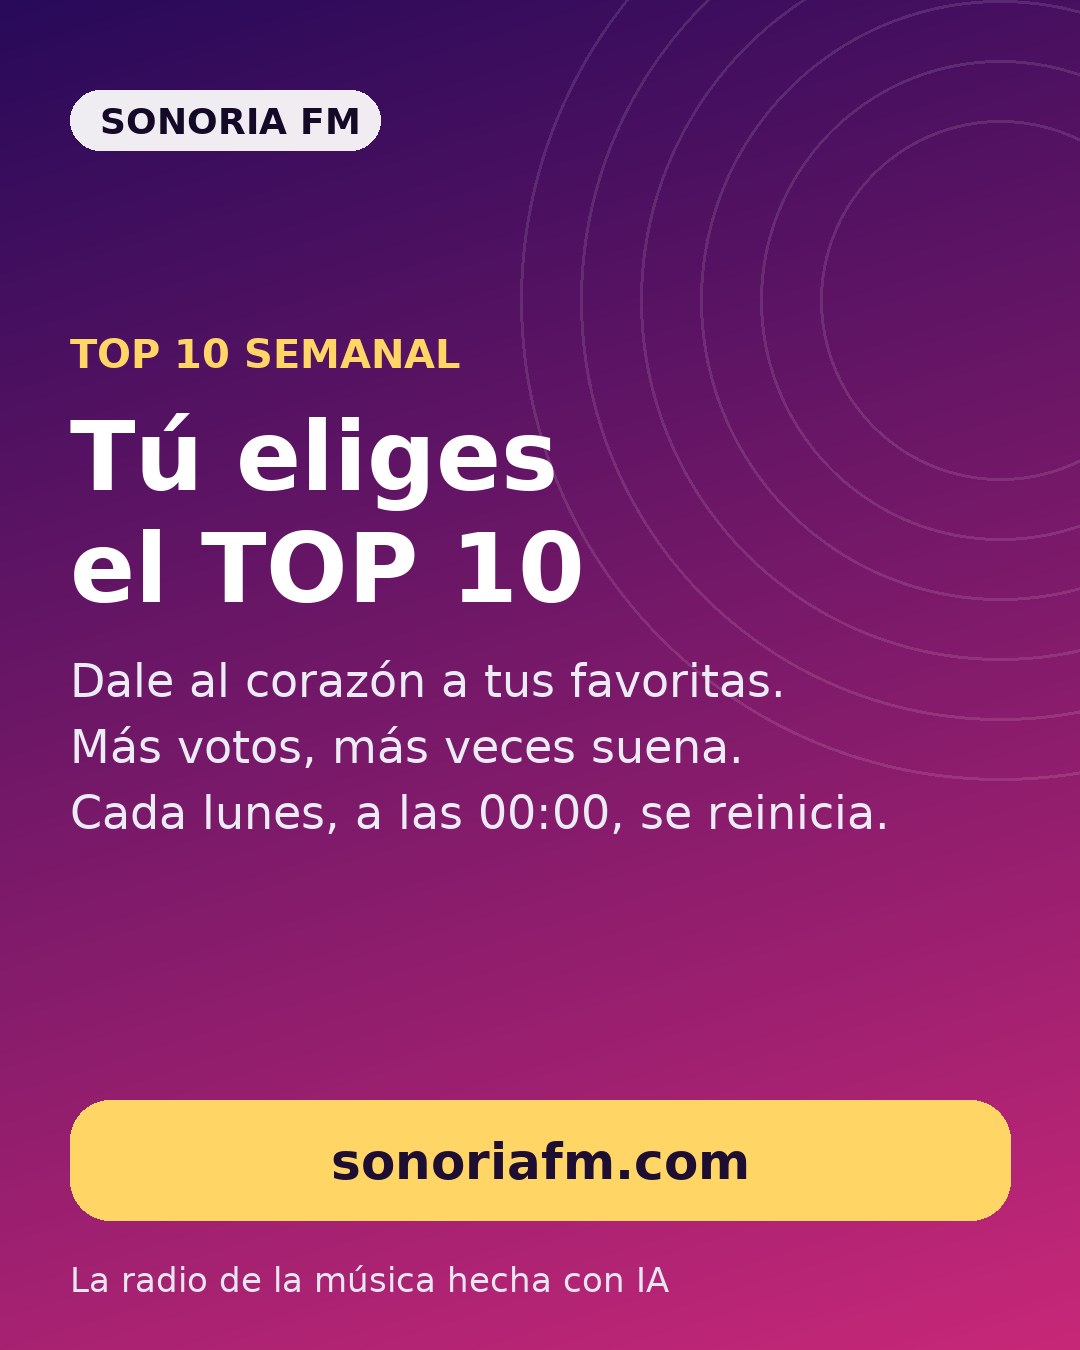 SONORIA FM
TOP 10 SEMANAL
Tú eliges
el TOP 10
Dale al corazón a tus favoritas.
Más votos, más veces suena.
Cada lunes, a las 00:00, se reinicia.
sonoriafm.com
La radio de la música hecha con IA